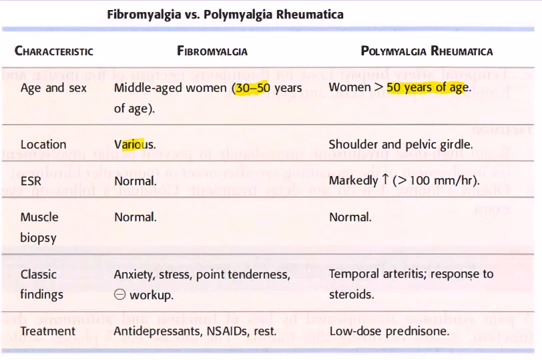 Fibromyalgia vs. Polymyalgia Rheumatica
CHARACTERISTIC FIBROMYALGIA POLYMYALGIA RHEUMATICA
Age and sex Middle-aged women (30–50 years Women > 50 years of age.
of age).
Location Various. Shoulder and pelvic girdle.
ESR Normal. Markedly ↑ (> 100 mm/hr).
Muscle Normal. Normal.
biopsy
Classic Anxiety, stress, point tenderness, Temporal arteritis; response to
findings ⊖ workup. steroids.
Treatment Antidepressants, NSAIDs, rest. Low-dose prednisone.